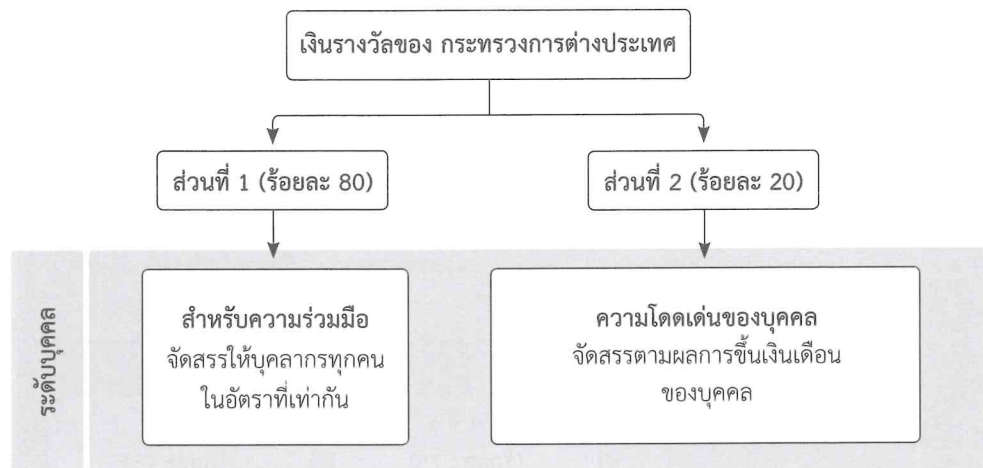 เงินรางวัลของ กระทรวงการต่างประเทศ
ส่วนที่ 1 (ร้อยละ 80)
ส่วนที่ 2 (ร้อยละ 20)
ระดับบุคคล
สำหรับความร่วมมือ
จัดสรรให้บุคลากรทุกคน
ในอัตราที่เท่ากัน
ความโดดเด่นของบุคคล
จัดสรรตามผลการขึ้นเงินเดือน
ของบุคคล